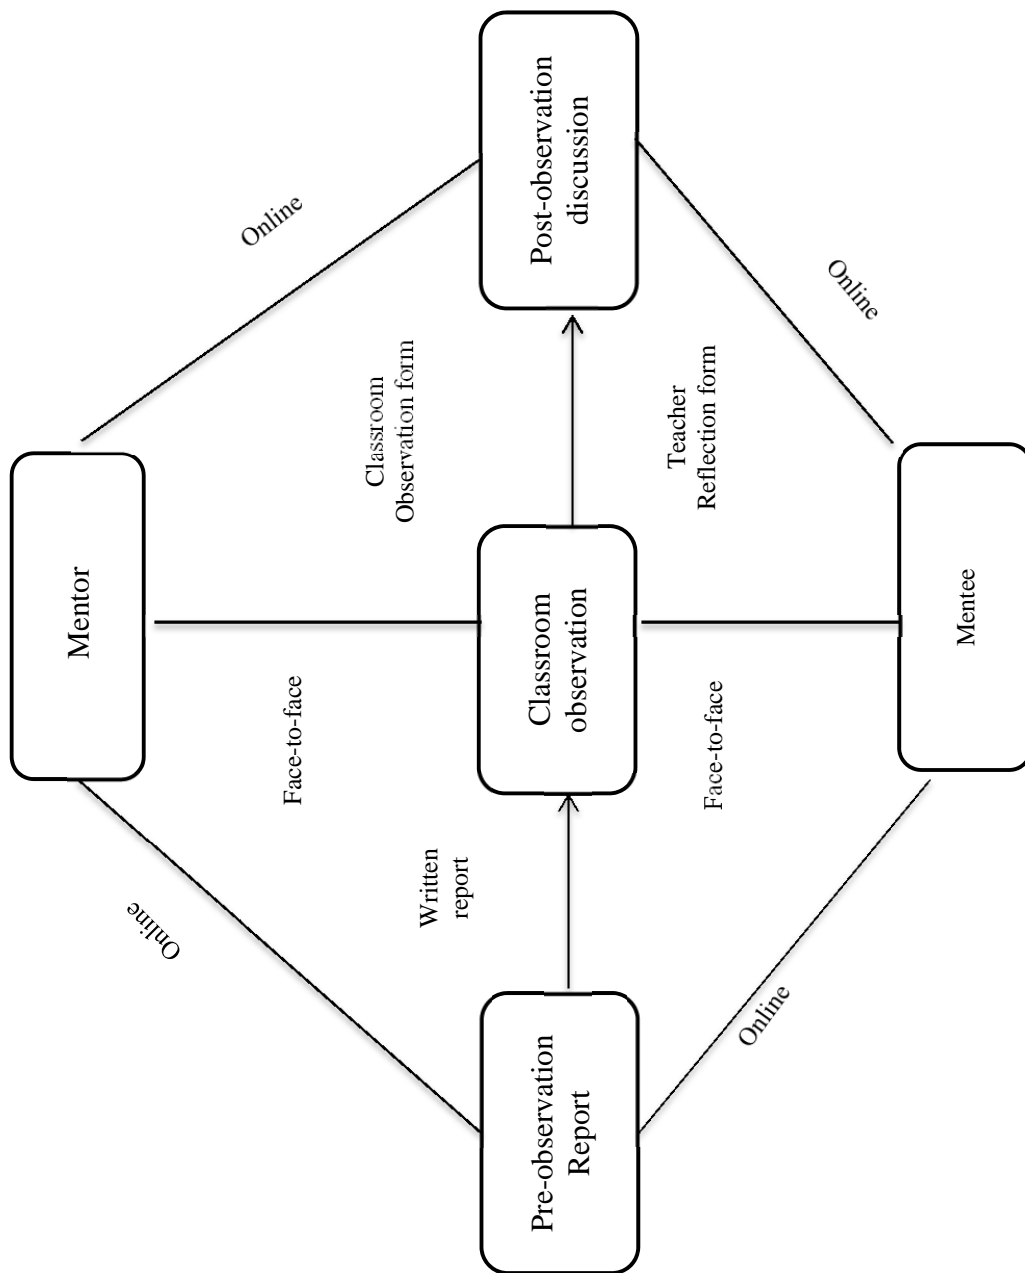 Mentor
Online
Online
Face-to-face
Classroom
Observation form
Written
report
Pre-observation
Report
Classroom
observation
Post-observation
discussion
Teacher
Reflection form
Face-to-face
Online
Online
Mentee